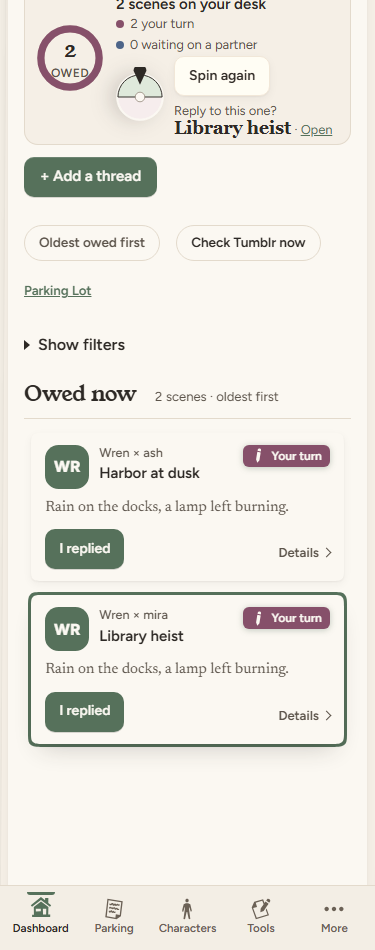 2 scenes on your desk
2 your turn
0 waiting on a partner
2
OWED
Spin again
Reply to this one?
Library heist · Open
+ Add a thread
Oldest owed first
Check Tumblr now
Parking Lot
Show filters
Owed now
2 scenes · oldest first
WR
Wren × ash
Harbor at dusk
Your turn
Rain on the docks, a lamp left burning.
I replied
Details
WR
Wren × mira
Library heist
Your turn
Rain on the docks, a lamp left burning.
I replied
Details
Dashboard
Parking
Characters
Tools
More